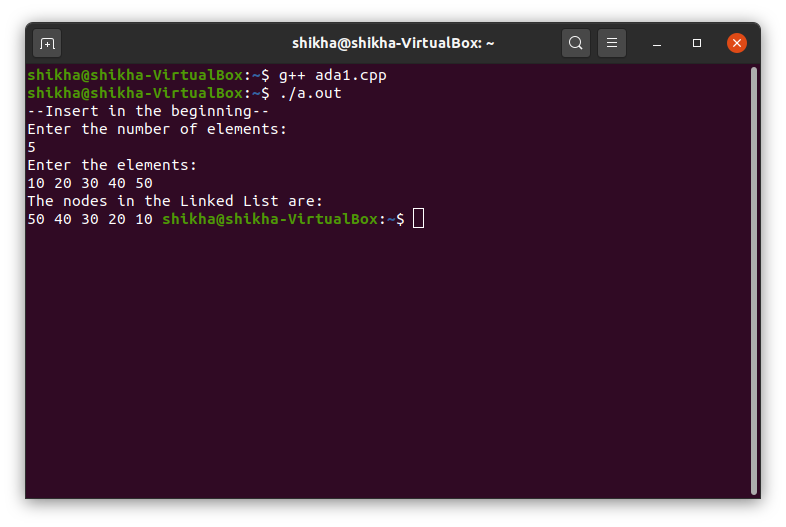 shikha@shikha-VirtualBox: ~
shikha@shikha-VirtualBox:~$ g++ ada1.cpp
shikha@shikha-VirtualBox:~$ ./a.out
--Insert in the beginning--
Enter the number of elements:
5
Enter the elements:
10 20 30 40 50
The nodes in the Linked List are:
50 40 30 20 10 shikha@shikha-VirtualBox:~$